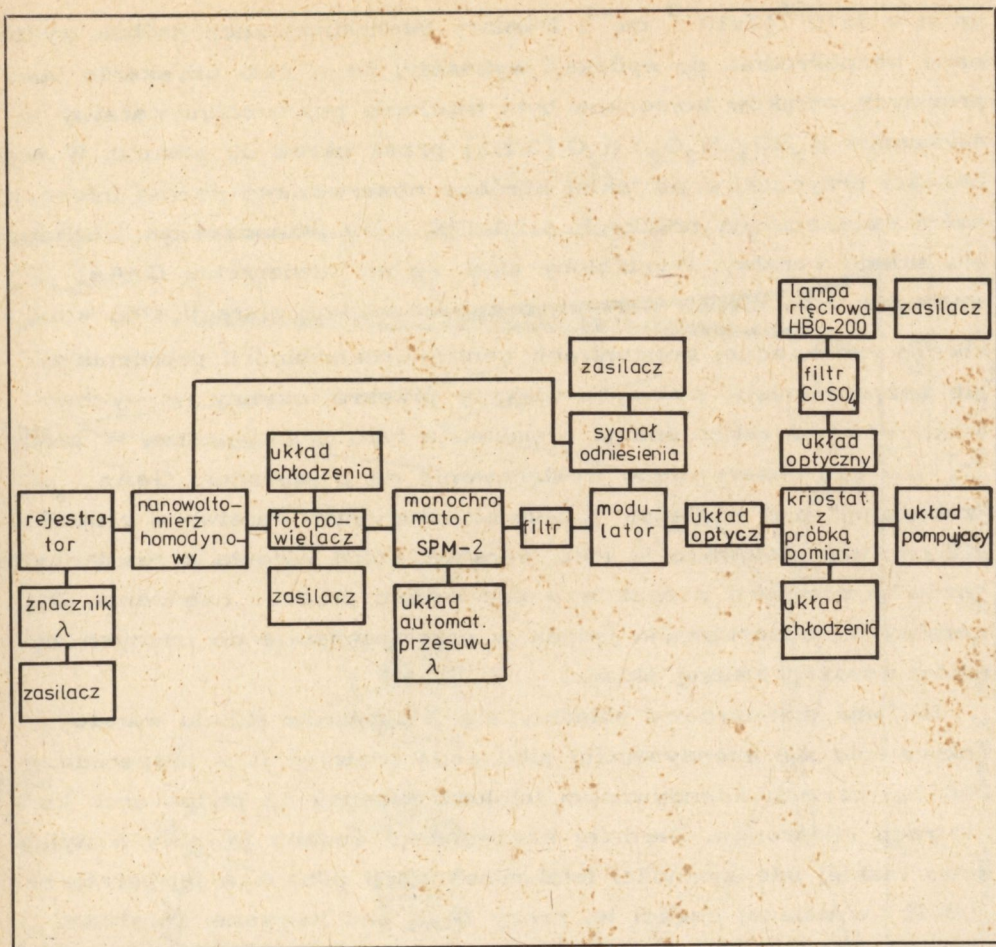 lampa
rtęciowa
HBO-200
zasilacz
zasilacz
filtr
CuSO4
sygnał
odniesienia
układ
optyczny
układ
chłodzenia
rejestra-
tor
nanowolto-
mierz
homodyno-
wy
fotopo-
wielacz
monochro-
mator
SPM-2
filtr
modu-
lator
układ
optycz.
kriostat
z
próbką
pomiar.
układ
pompujacy
znacznik
λ
zasilacz
układ
automat.
przesuwu
λ
układ
chłodzenia
zasilacz